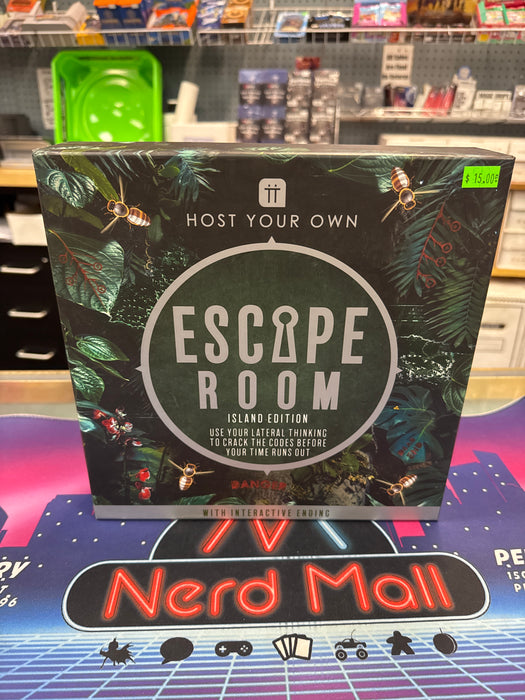 $ 15.00
HOST YOUR OWN
ESCAPE
ROOM
ISLAND EDITION
USE YOUR LATERAL THINKING
TO CRACK THE CODES BEFORE
YOUR TIME RUNS OUT
WITH INTERACTIVE ENDING
Nerd Mall